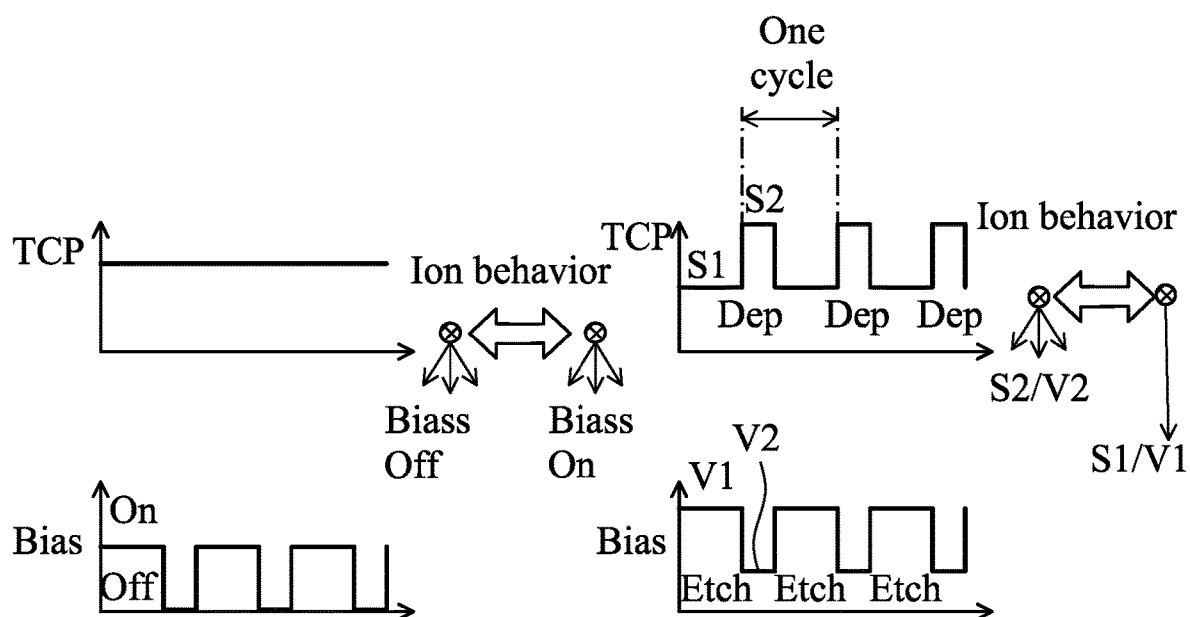 One
cycle
TCP
Ion behavior
Biass
Off
Biass
On
Bias
On
Off
TCP
S1
S2
Dep
Dep
Dep
Ion behavior
S2/V2
S1/V1
Bias
V1
V2
Etch
Etch
Etch